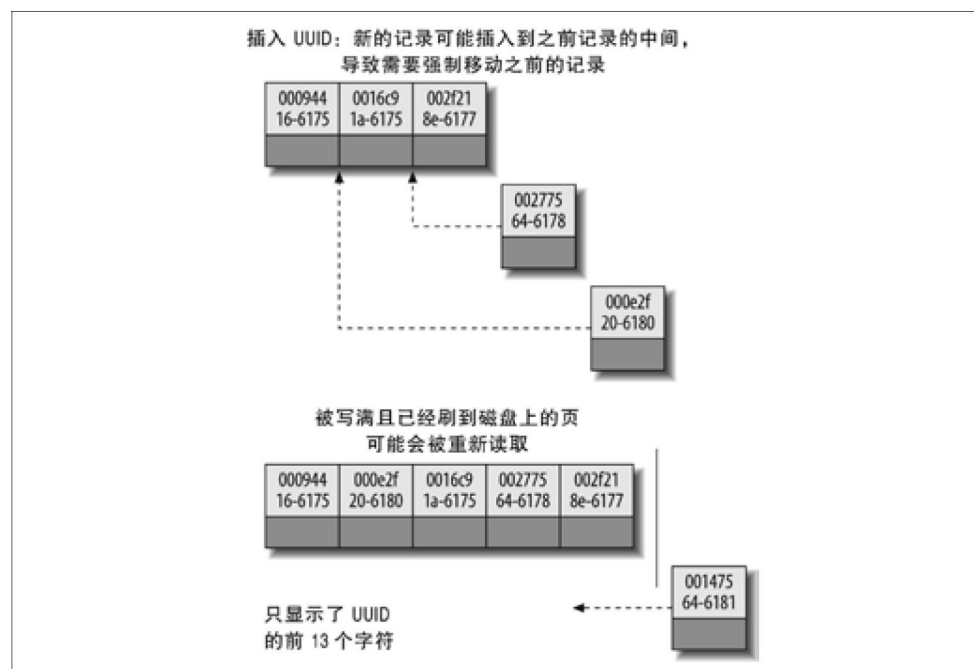 插入 UUID：新的记录可能插入到之前记录的中间，
导致需要强制移动之前的记录
000944 0016c9 002f21
16-6175 1a-6175 8e-6177
002775
64-6178
000e2f
20-6180
被写满且已经刷到磁盘上的页
可能会被重新读取
000944 000e2f 0016c9 002775 002f21
16-6175 20-6180 1a-6175 64-6178 8e-6177
001475
64-6181
只显示了 UUID
的前 13 个字符